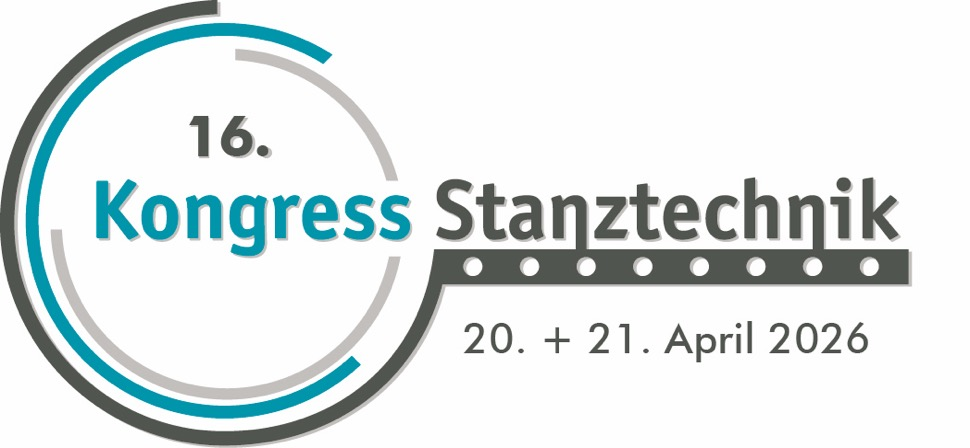 16.
Kongress Stanztechnik
20. + 21. April 2026